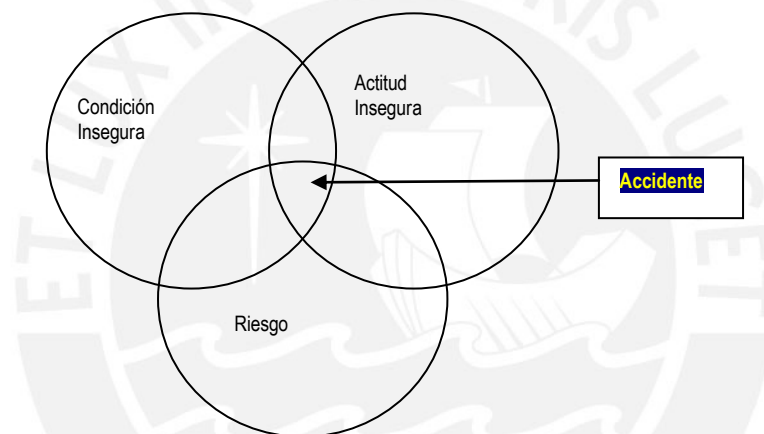 Condición
Insegura
Actitud
Insegura
Accidente
Riesgo